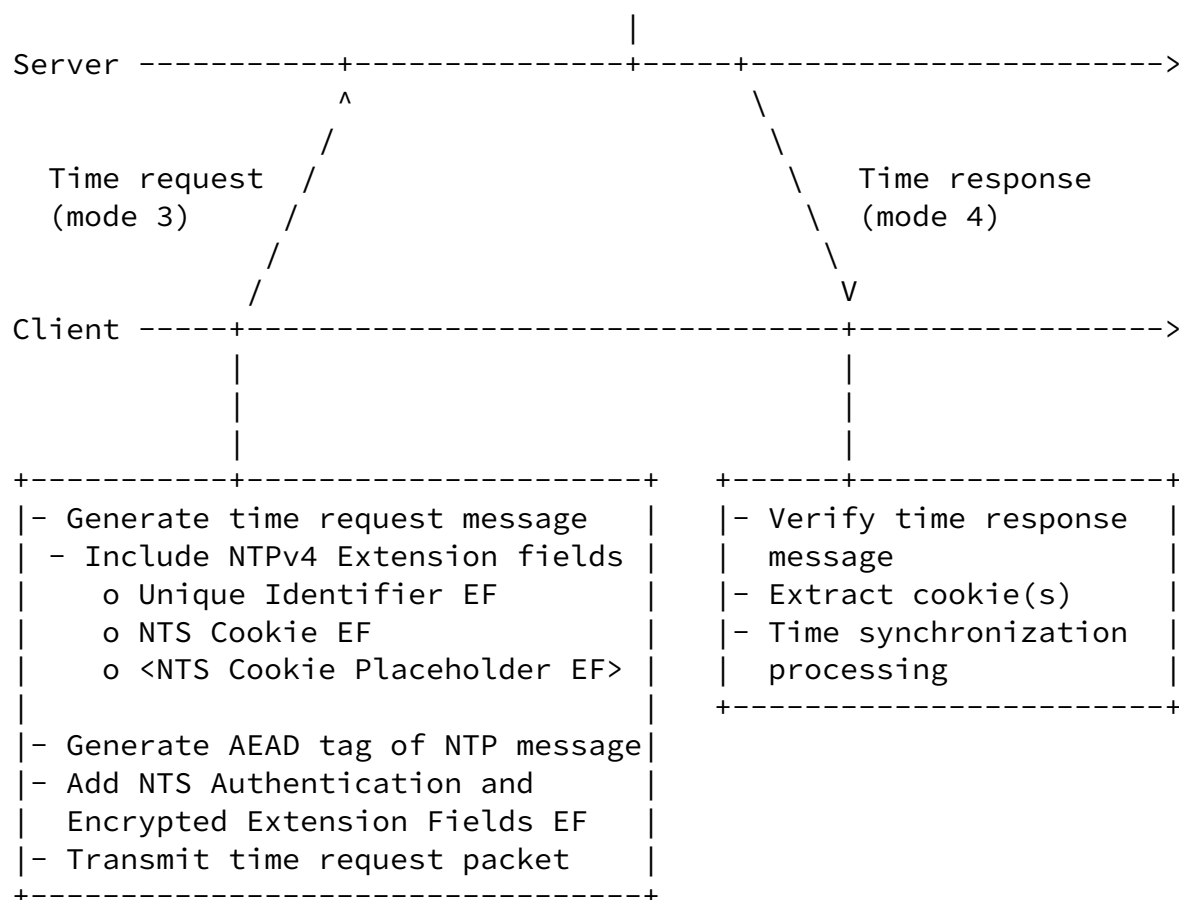 |
Server -----------+---------------+-----+----------------------->
                  ^                      \
                 /                        \
  Time request  /                          \    Time response
  (mode 3)     /                            \   (mode 4)
              /                              \
             /                                V
Client -----+---------------------------------+----------------->
            |                                 |
            |                                 |
            |                                 |
+-----------+----------------------+   +------+-----------------+
|- Generate time request message   |   |- Verify time response  |
| - Include NTPv4 Extension fields |   |  message               |
|    o Unique Identifier EF        |   |- Extract cookie(s)     |
|    o NTS Cookie EF               |   |- Time synchronization  |
|    o <NTS Cookie Placeholder EF> |   |  processing            |
|                                  |   +------------------------+
|- Generate AEAD tag of NTP message|
|- Add NTS Authentication and      |
|  Encrypted Extension Fields EF   |
|- Transmit time request packet    |
+----------------------------------+